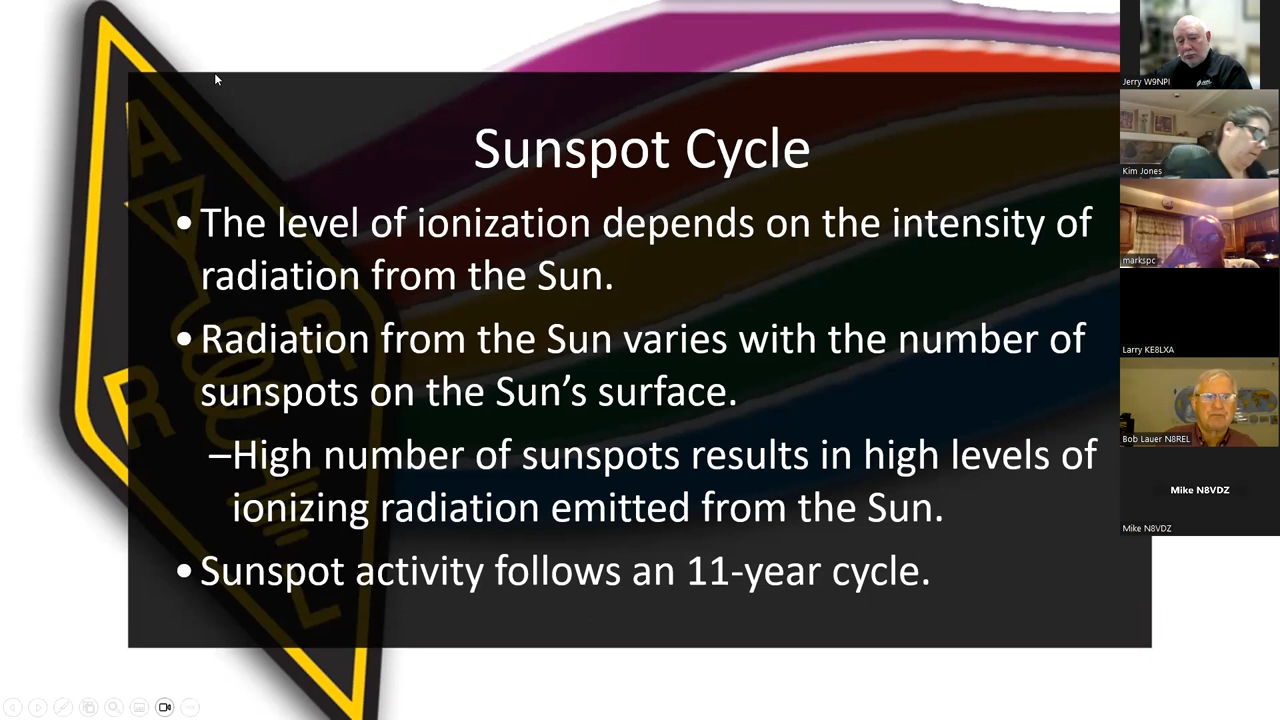 Sunspot Cycle
•The level of ionization depends on the intensity of
radiation from the Sun.
•Radiation from the Sun varies with the number of
sunspots on the Sun’s surface.
–High number of sunspots results in high levels of
ionizing radiation emitted from the Sun.
•Sunspot activity follows an 11-year cycle.
A
R
R
L
Jerry W9NPI
Kim Jones
markspc
Larry KE8LXA
Bob Lauer N8REL
Mike N8VDZ
Mike N8VDZ